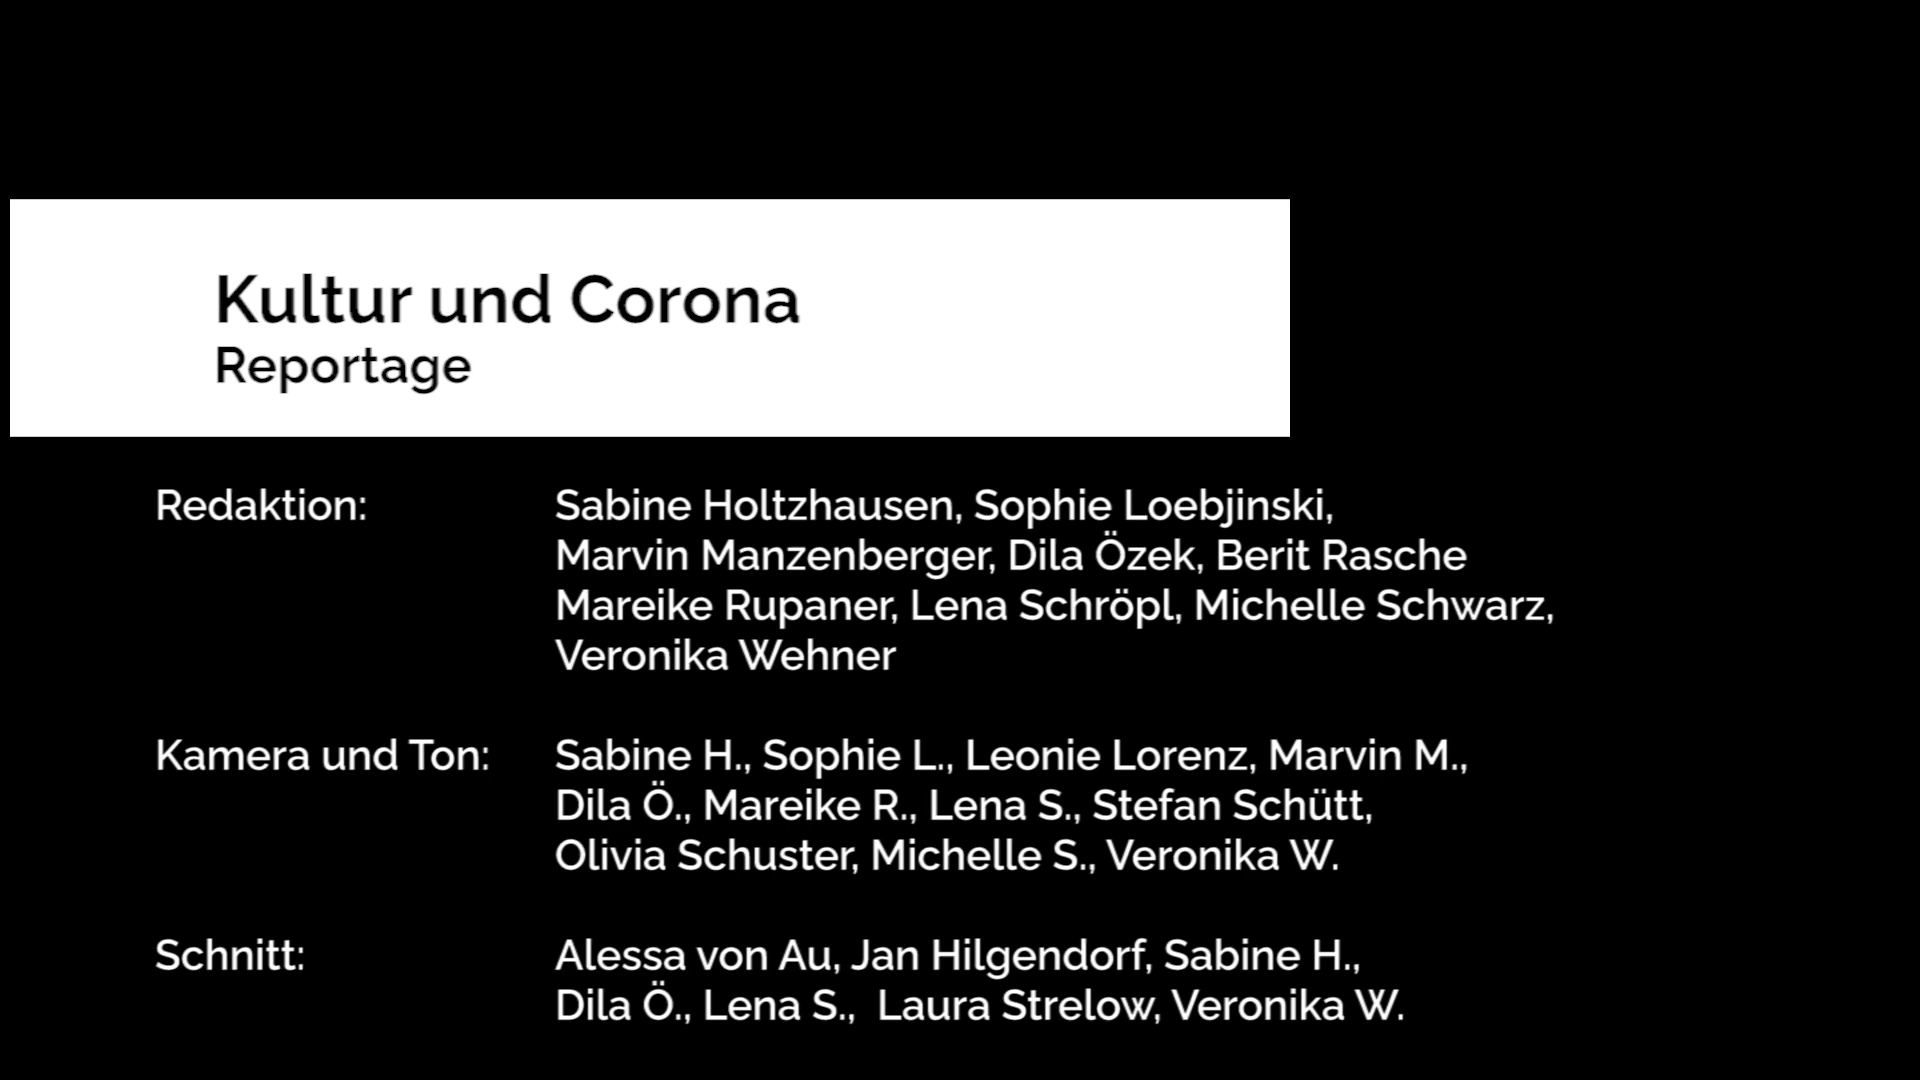 Kultur und Corona
Reportage
Redaktion: Sabine Holtzhausen, Sophie Loebjinski,
Marvin Manzenberger, Dila Özek, Berit Rasche
Mareike Rupaner, Lena Schröpl, Michelle Schwarz,
Veronika Wehner
Kamera und Ton: Sabine H., Sophie L., Leonie Lorenz, Marvin M.,
Dila Ö., Mareike R., Lena S., Stefan Schütt,
Olivia Schuster, Michelle S., Veronika W.
Schnitt: Alessa von Au, Jan Hilgendorf, Sabine H.,
Dila Ö., Lena S., Laura Strelow, Veronika W.